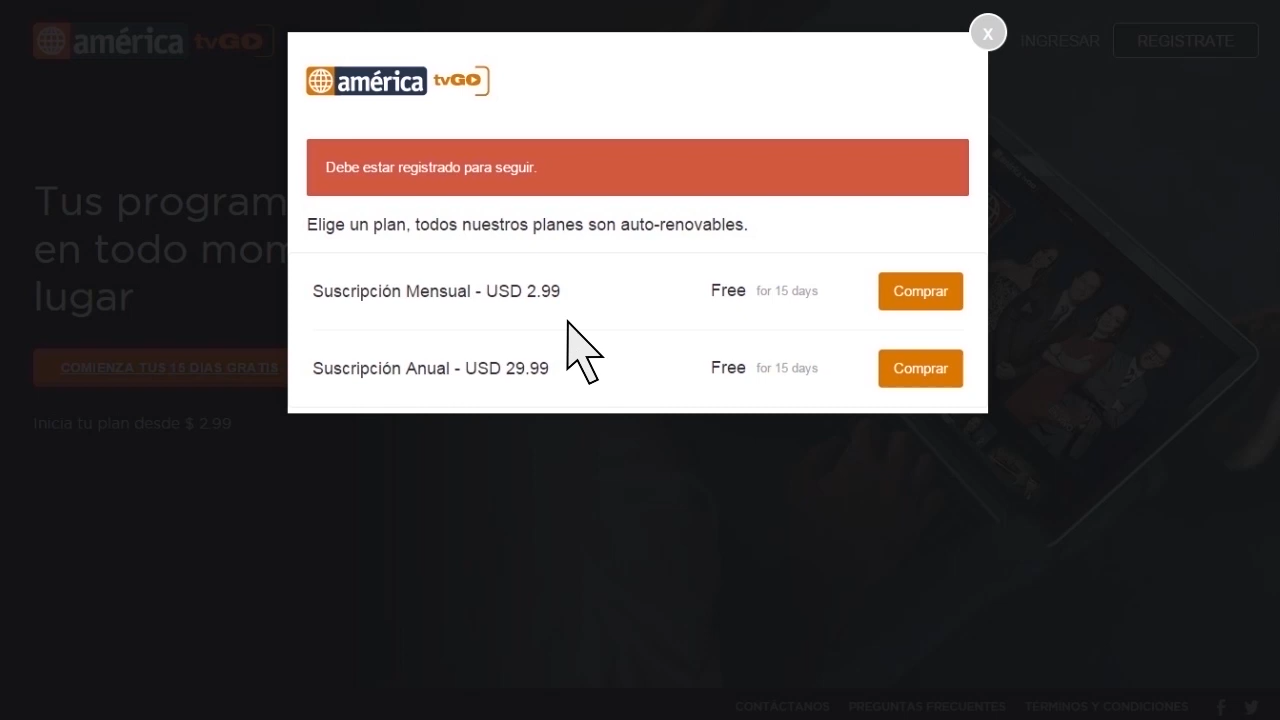 américa tvGO
INGRESAR
REGISTRATE
x
américa tvGO
Debe estar registrado para seguir.
Elige un plan, todos nuestros planes son auto-renovables.
Suscripción Mensual - USD 2.99 Free for 15 days Comprar
Suscripción Anual - USD 29.99 Free for 15 days Comprar
Tus program
en todo mom
lugar
COMIENZA TUS 15 DIAS GRATIS
Inicia tu plan desde $ 2.99
CONTÁCTANOS PREGUNTAS FRECUENTES TÉRMINOS Y CONDICIONES